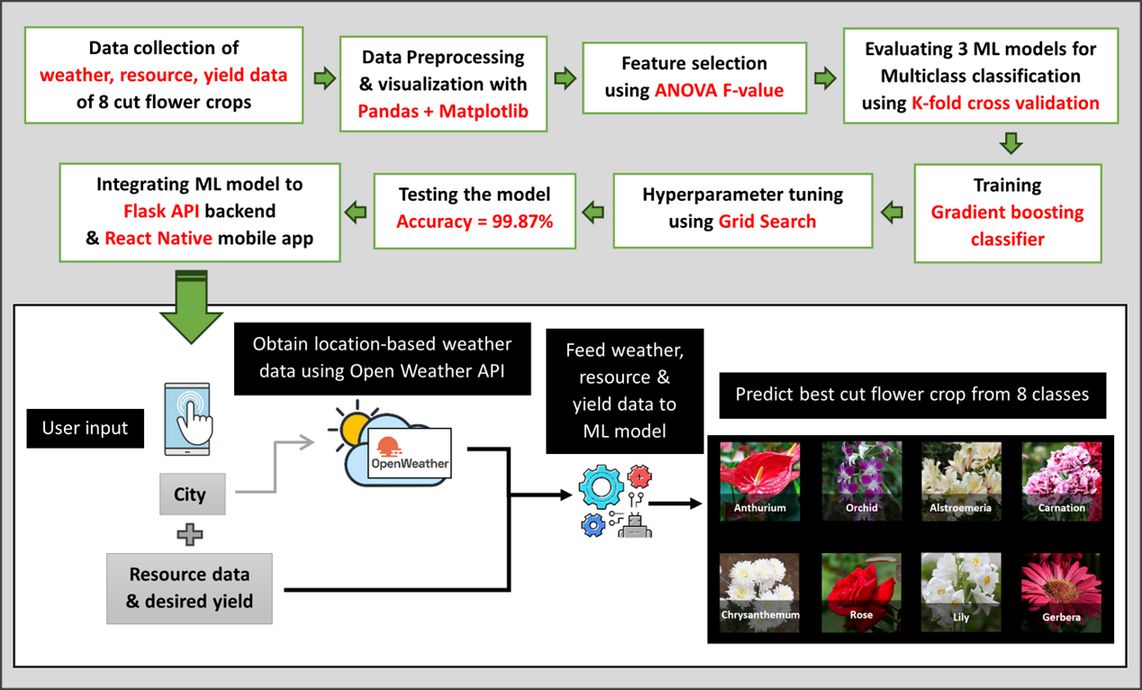 Data collection of
weather, resource, yield data
of 8 cut flower crops
Data Preprocessing
& visualization with
Pandas + Matplotlib
Feature selection
using ANOVA F-value
Evaluating 3 ML models for
Multiclass classification
using K-fold cross validation
Training
Gradient boosting
classifier
Hyperparameter tuning
using Grid Search
Testing the model
Accuracy = 99.87%
Integrating ML model to
Flask API backend
& React Native mobile app
User input
City
Resource data
& desired yield
Obtain location-based weather
data using Open Weather API
OpenWeather
Feed weather,
resource &
yield data to
ML model
Predict best cut flower crop from 8 classes
Anthurium
Orchid
Alstroemeria
Carnation
Chrysanthemum
Rose
Lily
Gerbera